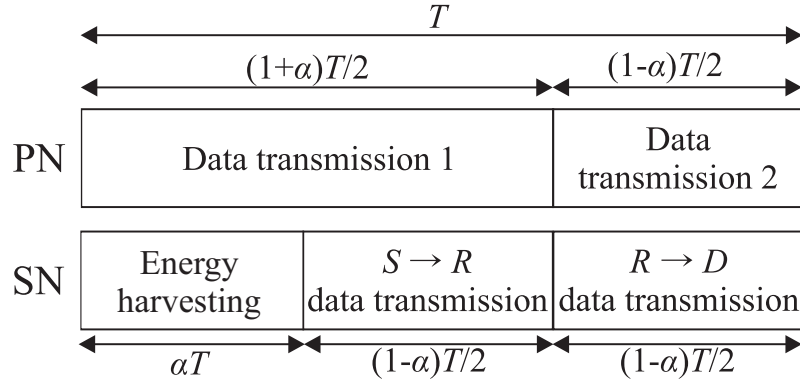 T
(1+α)T/2
(1-α)T/2
PN
Data transmission 1
Data
transmission 2
SN
Energy
harvesting
S → R
data transmission
R → D
data transmission
αT
(1-α)T/2
(1-α)T/2